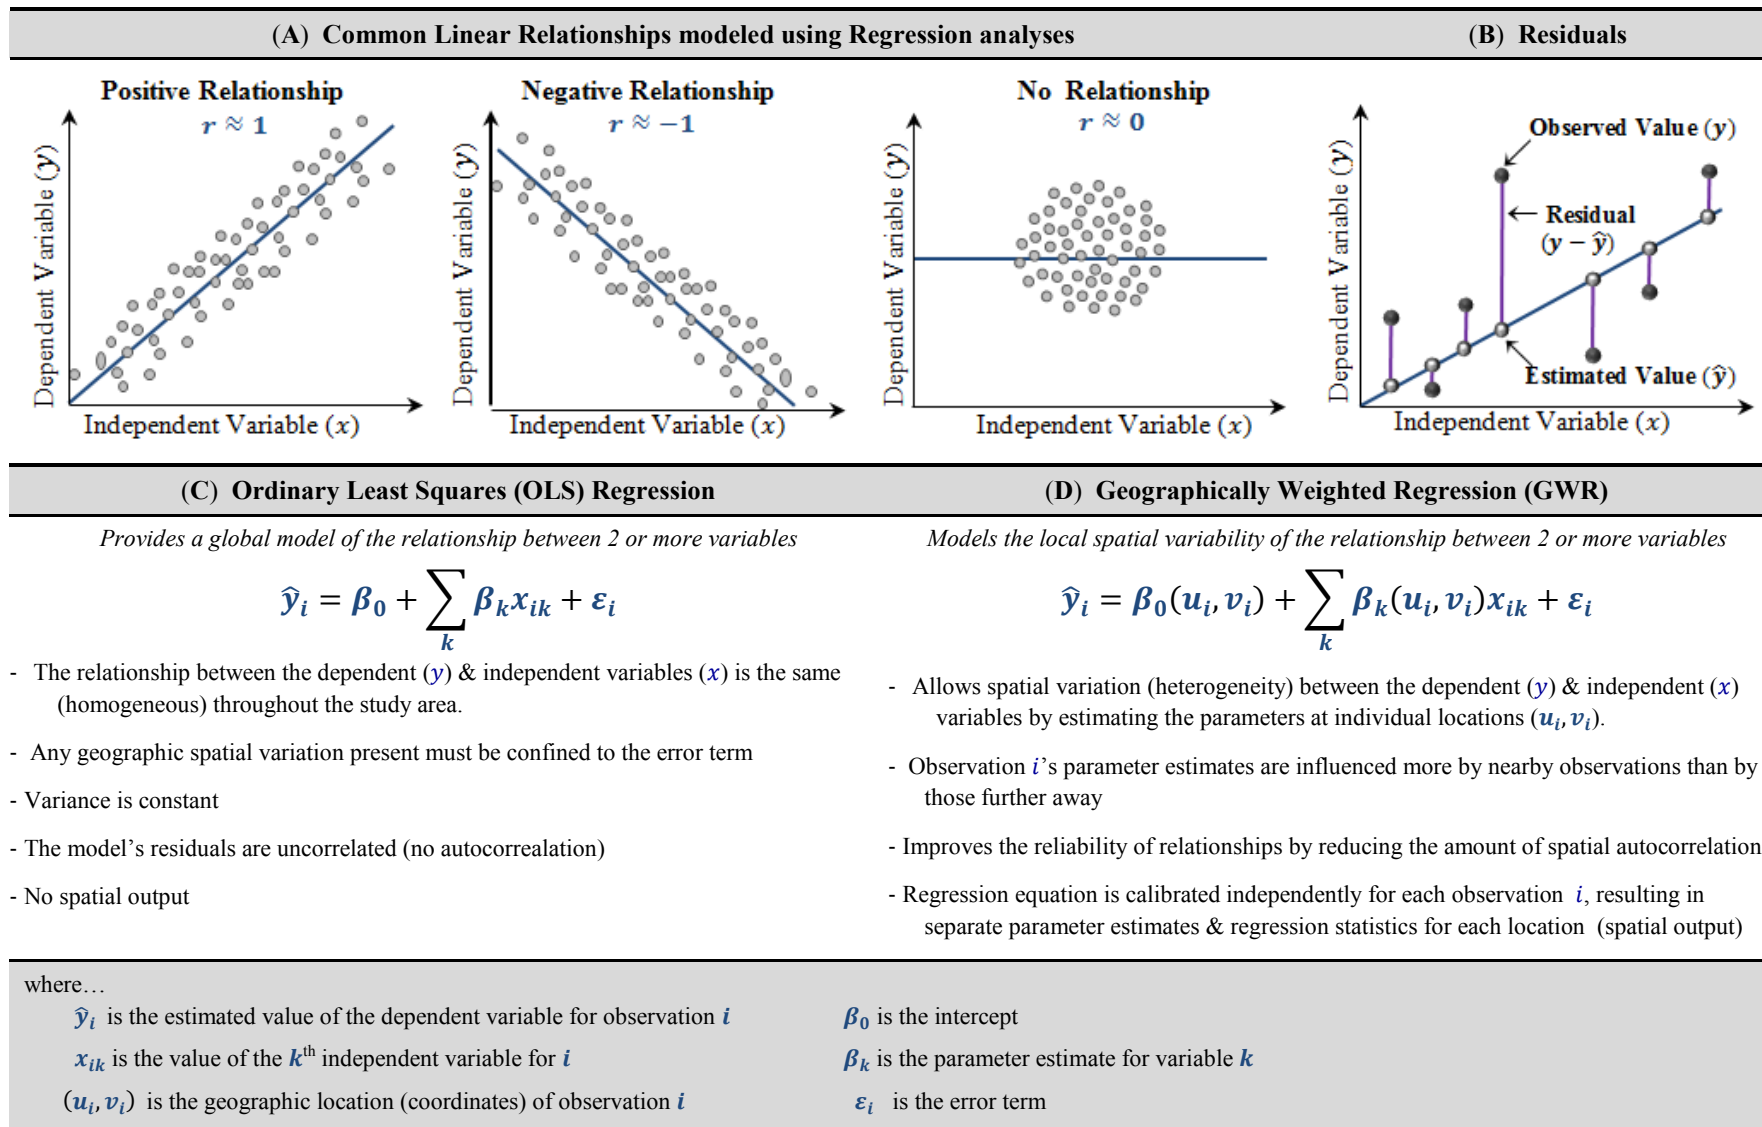 (A) Common Linear Relationships modeled using Regression analyses
(B) Residuals
Positive Relationship
r ≈ 1
Dependent Variable (y)
Independent Variable (x)
Negative Relationship
r ≈ −1
Dependent Variable (y)
Independent Variable (x)
No Relationship
r ≈ 0
Dependent Variable (y)
Independent Variable (x)
Observed Value (y)
Residual
(y − ŷ)
Estimated Value (ŷ)
Dependent Variable (y)
Independent Variable (x)
(C) Ordinary Least Squares (OLS) Regression
Provides a global model of the relationship between 2 or more variables
ŷᵢ = β₀ + ∑ₖ βₖxᵢₖ + εᵢ
- The relationship between the dependent (y) & independent variables (x) is the same
(homogeneous) throughout the study area.
- Any geographic spatial variation present must be confined to the error term
- Variance is constant
- The model's residuals are uncorrelated (no autocorrealation)
- No spatial output
(D) Geographically Weighted Regression (GWR)
Models the local spatial variability of the relationship between 2 or more variables
ŷᵢ = β₀(uᵢ, vᵢ) + ∑ₖ βₖ(uᵢ, vᵢ)xᵢₖ + εᵢ
- Allows spatial variation (heterogeneity) between the dependent (y) & independent (x)
variables by estimating the parameters at individual locations (uᵢ, vᵢ).
- Observation i's parameter estimates are influenced more by nearby observations than by
those further away
- Improves the reliability of relationships by reducing the amount of spatial autocorrelation
- Regression equation is calibrated independently for each observation i, resulting in
separate parameter estimates & regression statistics for each location (spatial output)
where…
ŷᵢ is the estimated value of the dependent variable for observation i
β₀ is the intercept
xᵢₖ is the value of the kth independent variable for i
βₖ is the parameter estimate for variable k
(uᵢ, vᵢ) is the geographic location (coordinates) of observation i
εᵢ is the error term